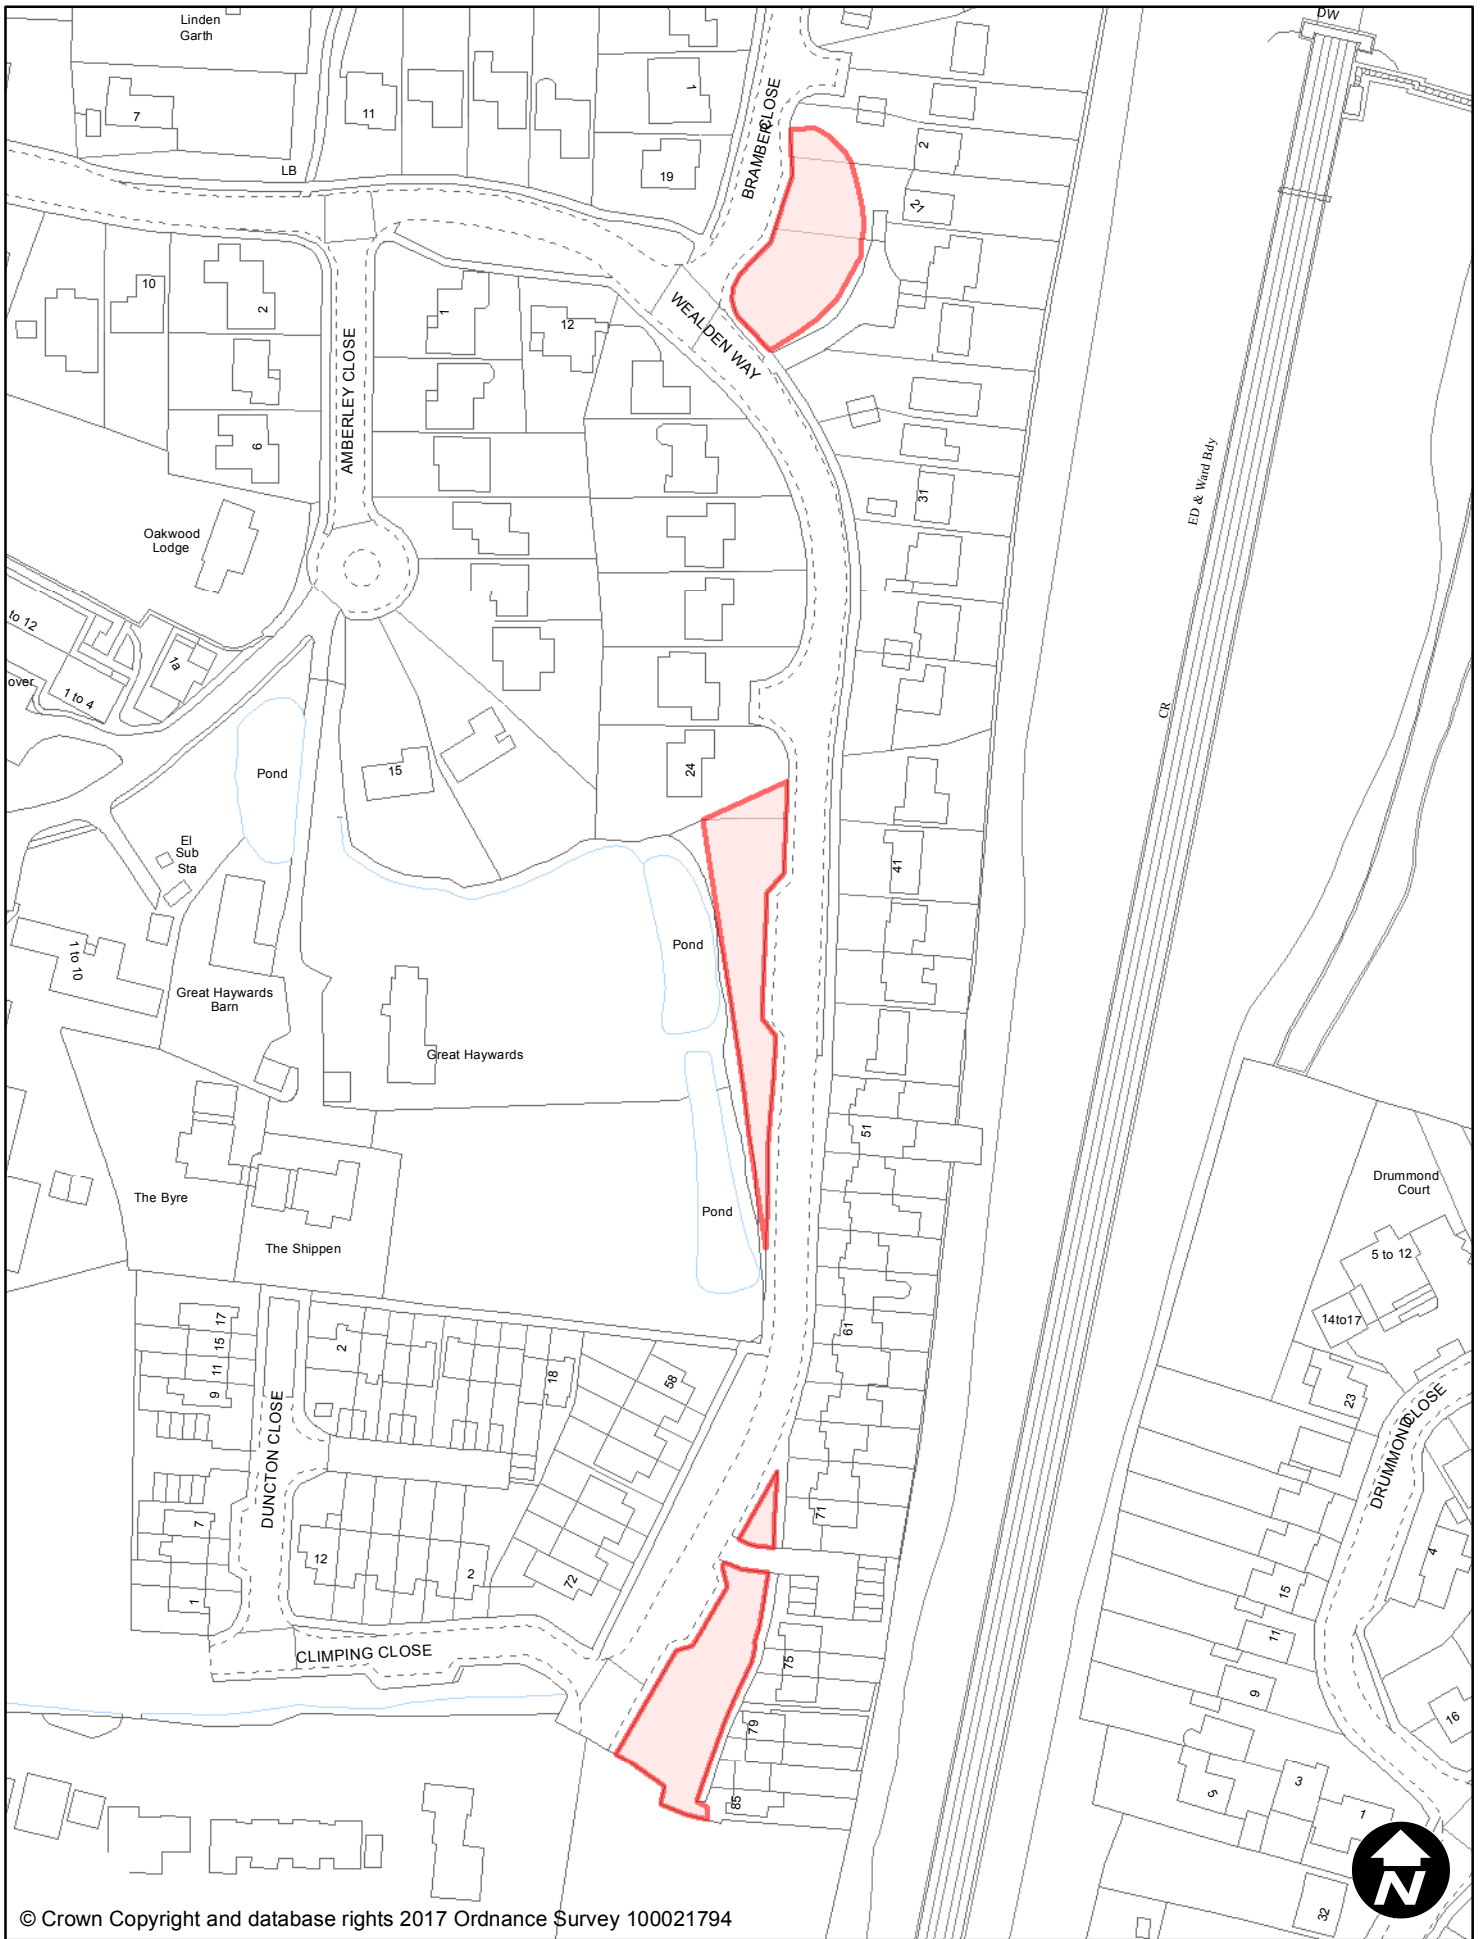 Linden
Garth
DW
7
11
1
BRAMBER CLOSE
2
LB
19
21
10
2
1
12
WEALDEN WAY
AMBERLEY CLOSE
6
31
ED & Ward Bdy
Oakwood
Lodge
to 12
1a
over
1 to 4
CR
Pond
15
24
El
Sub
Sta
41
1 to 10
Pond
Great Haywards
Barn
Great Haywards
51
The Byre
Pond
Drummond
Court
The Shippen
5 to 12
17
15
11
9
2
18
58
61
14to17
23
DUNCTON CLOSE
DRUMMOND CLOSE
71
7
12
2
72
4
1
15
CLIMPING CLOSE
75
11
9
79
16
85
5
3
1
N
32
© Crown Copyright and database rights 2017 Ordnance Survey 100021794